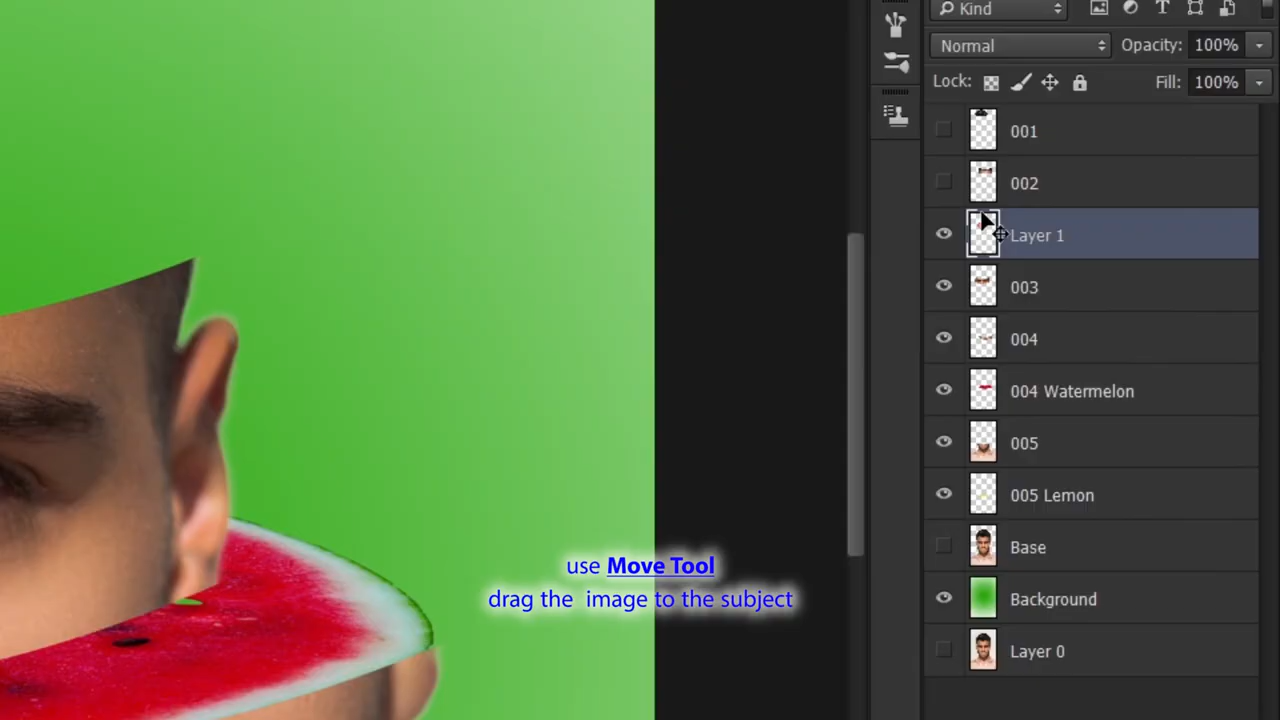 Kind
Normal Opacity: 100%
Lock: Fill: 100%
001
002
Layer 1
003
004
004 Watermelon
005
005 Lemon
Base
Background
Layer 0
use Move Tool
drag the image to the subject